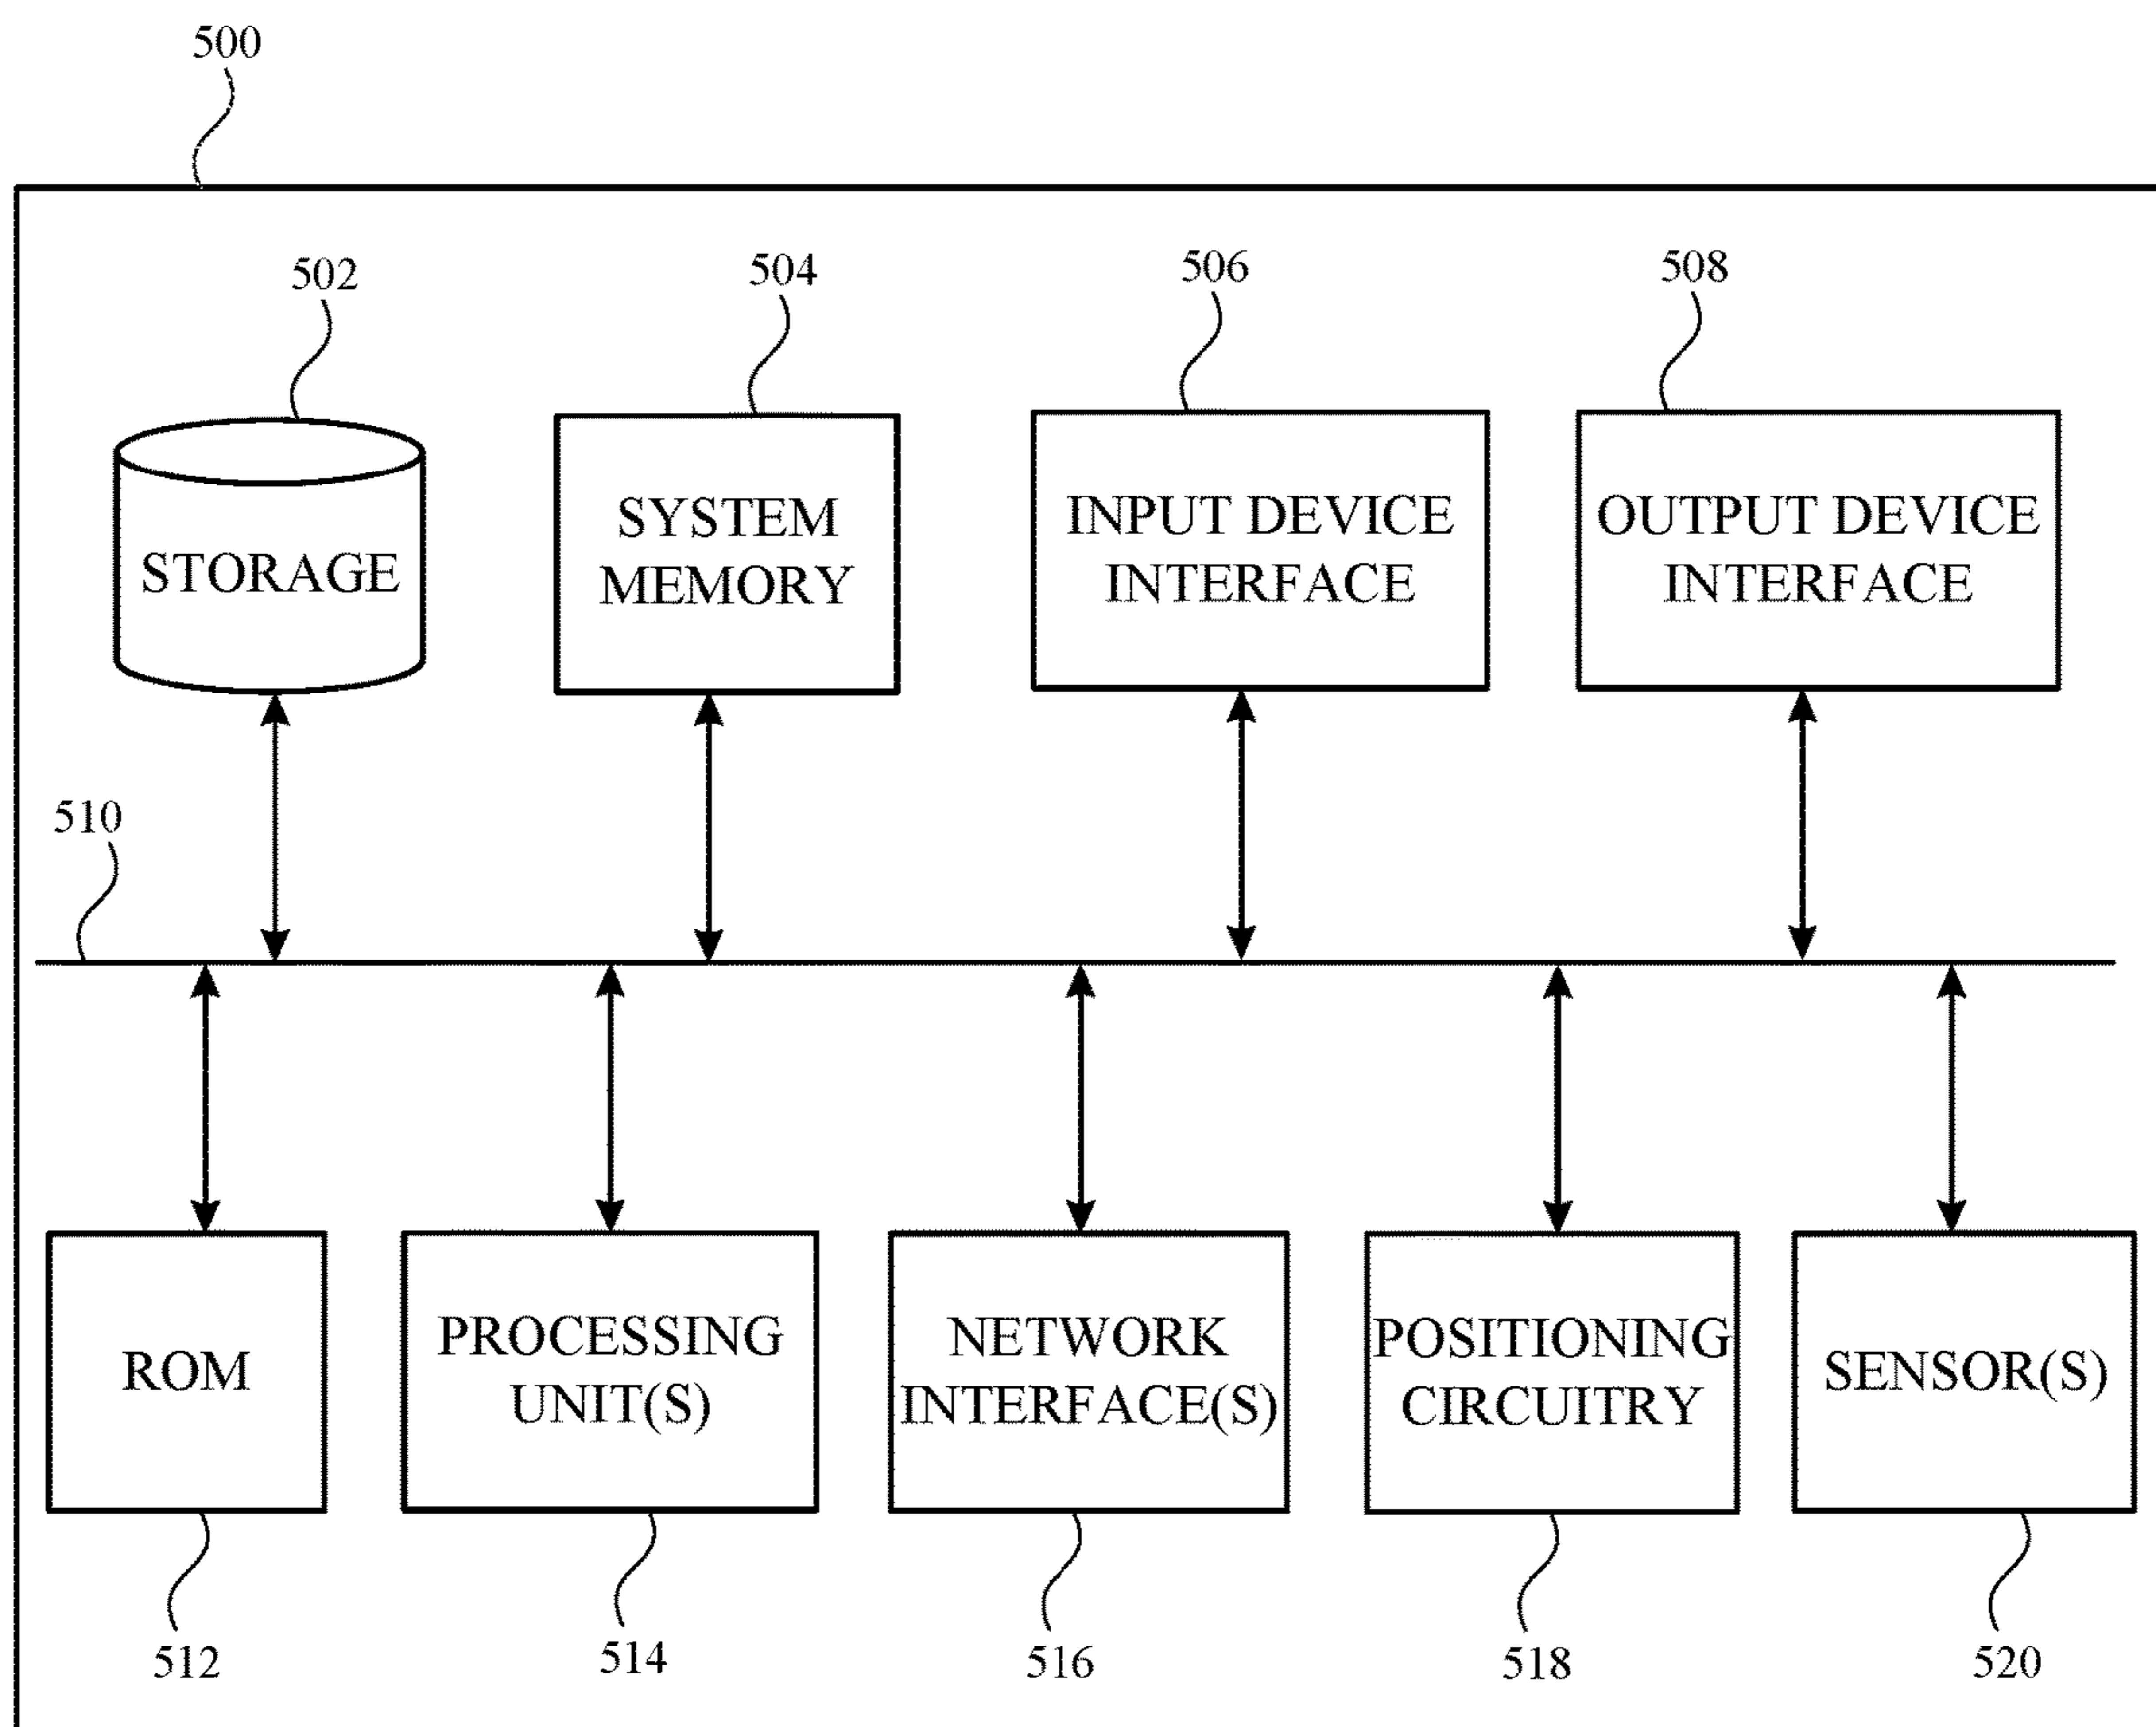 500
502
504
506
508
STORAGE
SYSTEM
MEMORY
INPUT DEVICE
INTERFACE
OUTPUT DEVICE
INTERFACE
510
ROM
PROCESSING
UNIT(S)
NETWORK
INTERFACE(S)
POSITIONING
CIRCUITRY
SENSOR(S)
512
514
516
518
520